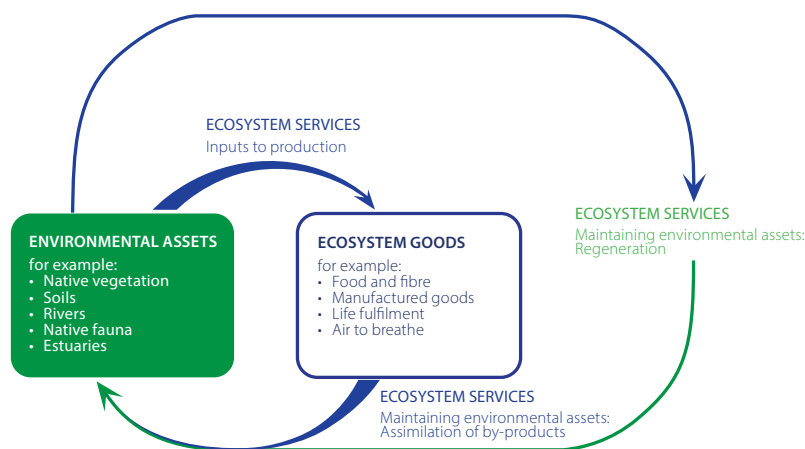 ECOSYSTEM SERVICES
Inputs to production
ENVIRONMENTAL ASSETS
for example:
• Native vegetation
• Soils
• Rivers
• Native fauna
• Estuaries
ECOSYSTEM GOODS
for example:
• Food and fibre
• Manufactured goods
• Life fulfilment
• Air to breathe
ECOSYSTEM SERVICES
Maintaining environmental assets:
Regeneration
ECOSYSTEM SERVICES
Maintaining environmental assets:
Assimilation of by-products